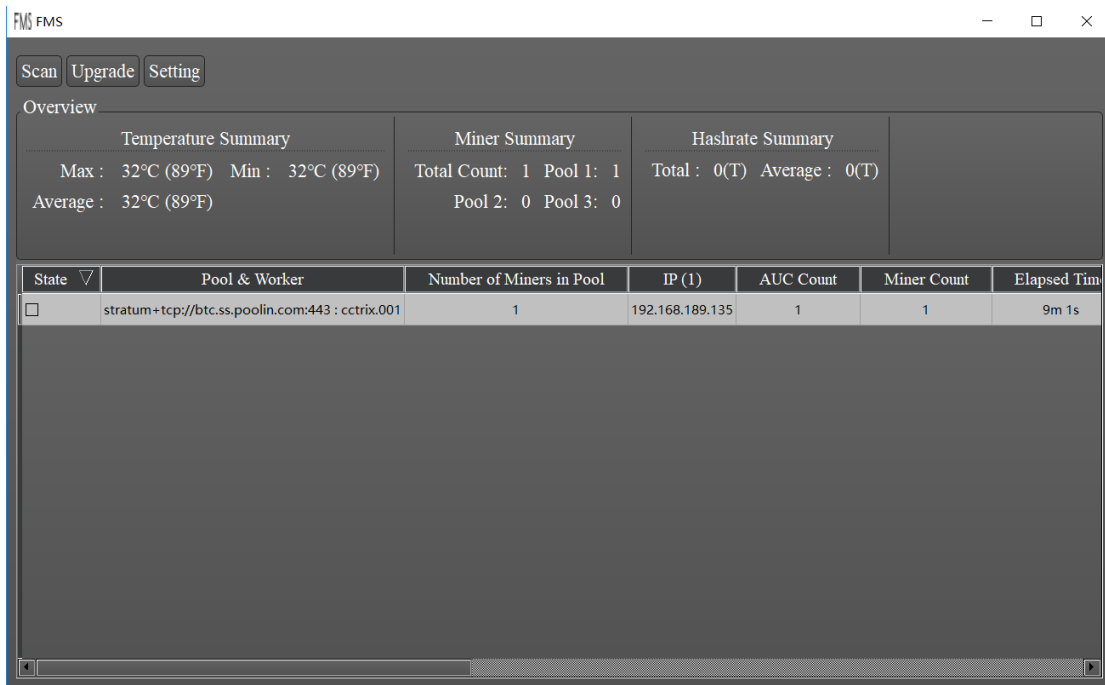 FMS FMS
Scan Upgrade Setting
Overview
Temperature Summary Miner Summary Hashrate Summary
Max : 32°C (89°F) Min : 32°C (89°F) Total Count: 1 Pool 1: 1 Total : 0(T) Average : 0(T)
Average : 32°C (89°F) Pool 2: 0 Pool 3: 0
State Pool & Worker Number of Miners in Pool IP (1) AUC Count Miner Count Elapsed Tim
stratum+tcp://btc.ss.poolin.com:443 : cctrix.001 1 192.168.189.135 1 1 9m 1s